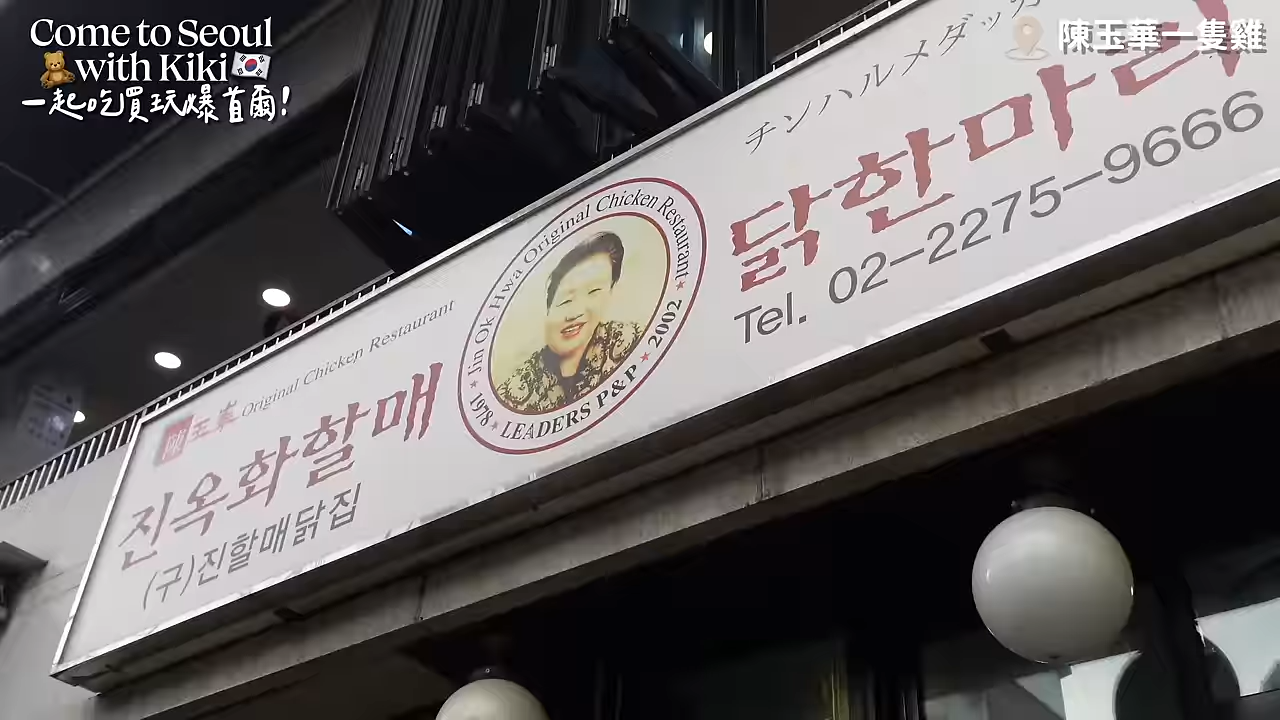 Come to Seoul
with Kiki
一起吃買玩爆首爾!
陳玉華一隻雞
チンハルメダッカ
닭한마리
Tel. 02-2275-9666
Jin Ok Hwa Original Chicken Restaurant
1978 LEADERS P&P 2002
陳玉華 Original Chicken Restaurant
진옥화할매
(구)진할매닭집